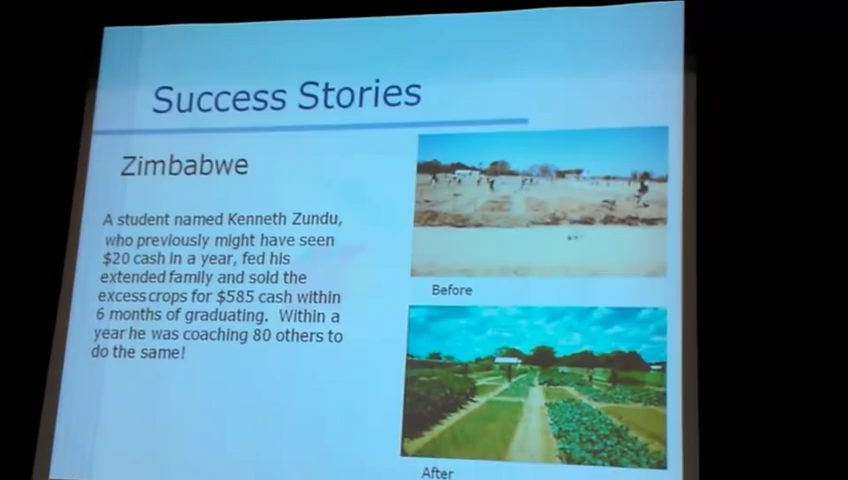 Success Stories
Zimbabwe
A student named Kenneth Zundu,
who previously might have seen
$20 cash in a year, fed his
extended family and sold the
excess crops for $585 cash within
6 months of graduating. Within a
year he was coaching 80 others to
do the same!
Before
After